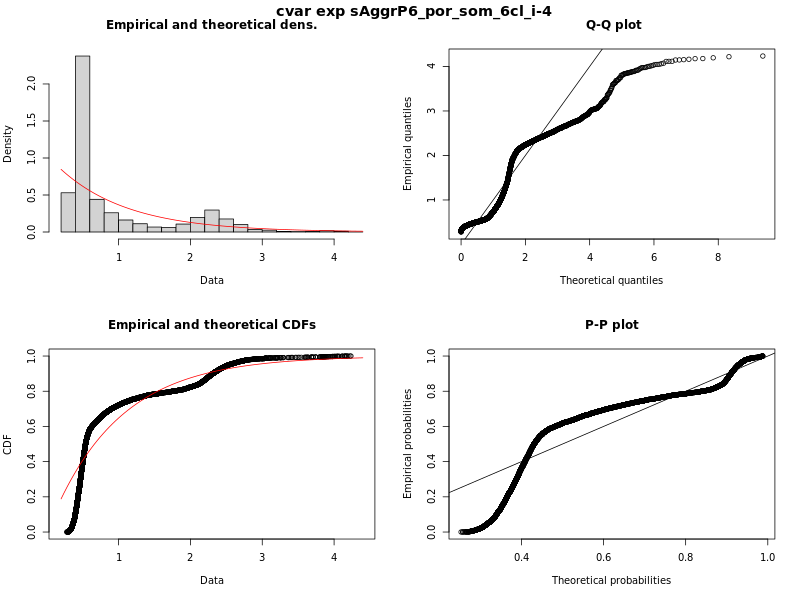 cvar exp sAggrP6_por_som_6cl_i-4
Empirical and theoretical dens.
Density
0.0 0.5 1.0 1.5 2.0
1 2 3 4
Data
Q-Q plot
Empirical quantiles
1 2 3 4
0 2 4 6 8
Theoretical quantiles
Empirical and theoretical CDFs
CDF
0.0 0.2 0.4 0.6 0.8 1.0
1 2 3 4
Data
P-P plot
Empirical probabilities
0.0 0.2 0.4 0.6 0.8 1.0
0.4 0.6 0.8 1.0
Theoretical probabilities